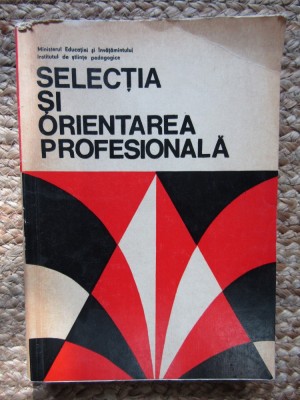 Ministerul Educației și Învățămîntului
Institutul de științe pedagogice
SELECȚIA
ȘI
ORIENTAREA
PROFESIONALĂ